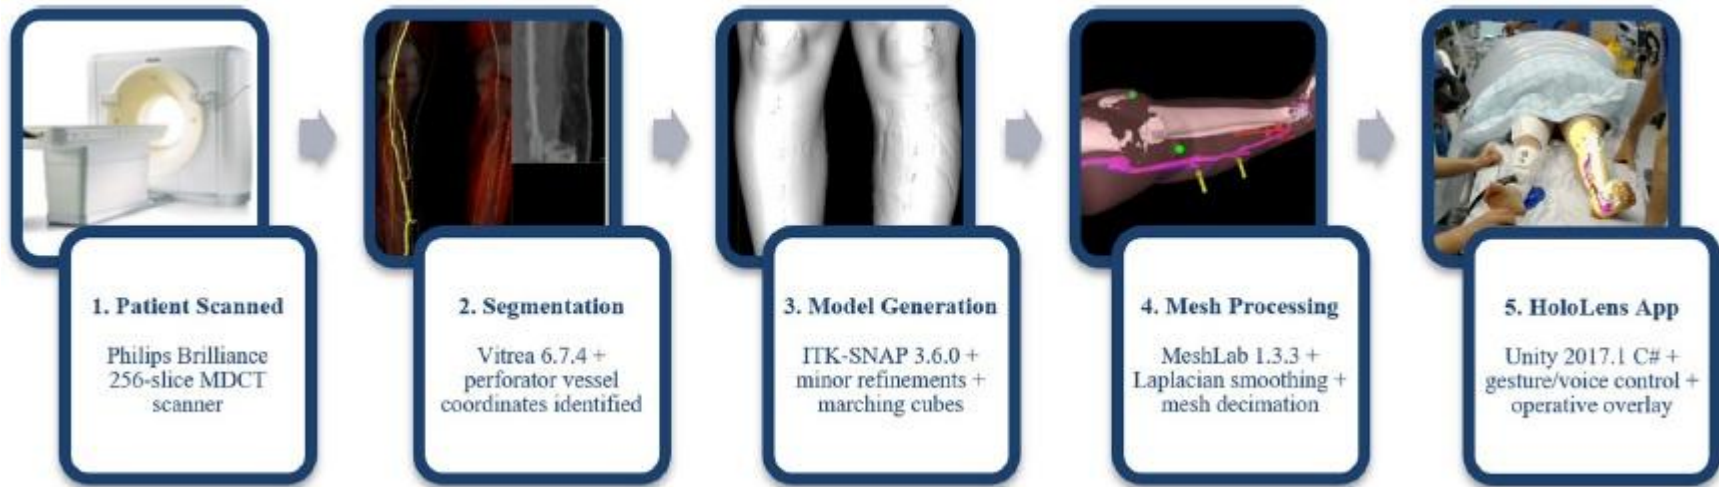 1. Patient Scanned
Philips Brilliance
256-slice MDCT
scanner
2. Segmentation
Vitrea 6.7.4 +
perforator vessel
coordinates identified
3. Model Generation
ITK-SNAP 3.6.0 +
minor refinements +
marching cubes
4. Mesh Processing
MeshLab 1.3.3 +
Laplacian smoothing +
mesh decimation
5. HoloLens App
Unity 2017.1 C# +
gesture/voice control +
operative overlay